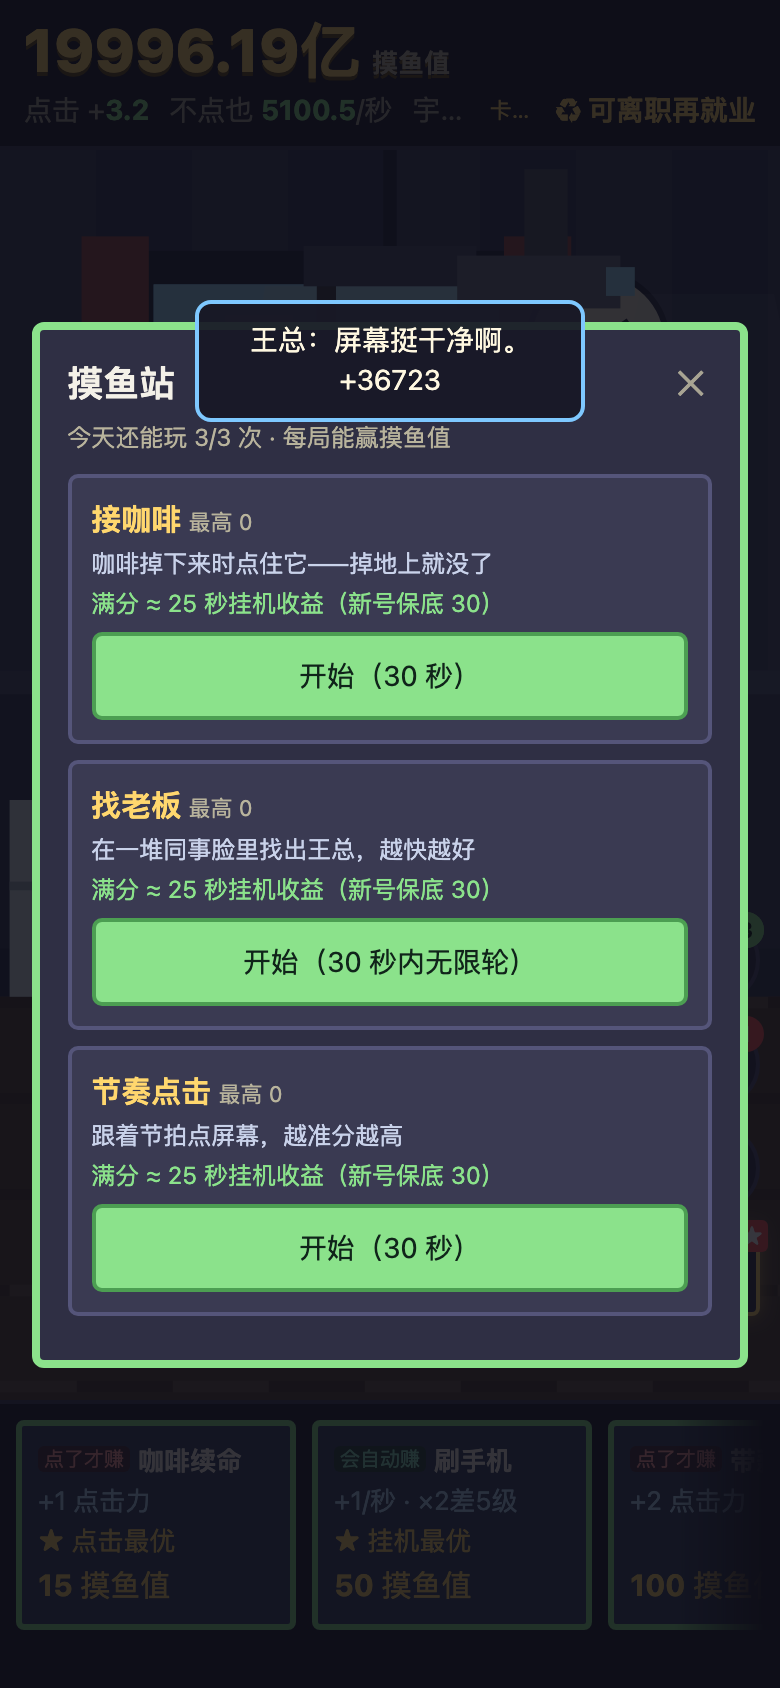 19996.19亿 摸鱼值
点击 +3.2 不点也 5100.5/秒 宇... 卡... ♻ 可离职再就业
王总：屏幕挺干净啊。
+36723
摸鱼站
今天还能玩 3/3 次 · 每局能赢摸鱼值
接咖啡 最高 0
咖啡掉下来时点住它——掉地上就没了
满分 ≈ 25 秒挂机收益（新号保底 30）
开始（30 秒）
找老板 最高 0
在一堆同事脸里找出王总，越快越好
满分 ≈ 25 秒挂机收益（新号保底 30）
开始（30 秒内无限轮）
节奏点击 最高 0
跟着节拍点屏幕，越准分越高
满分 ≈ 25 秒挂机收益（新号保底 30）
开始（30 秒）
点了才赚 咖啡续命
+1 点击力
★ 点击最优
15 摸鱼值
会自动赚 刷手机
+1/秒 · ×2差5级
★ 挂机最优
50 摸鱼值
点了才赚 带
+2 点击力
100 摸鱼值